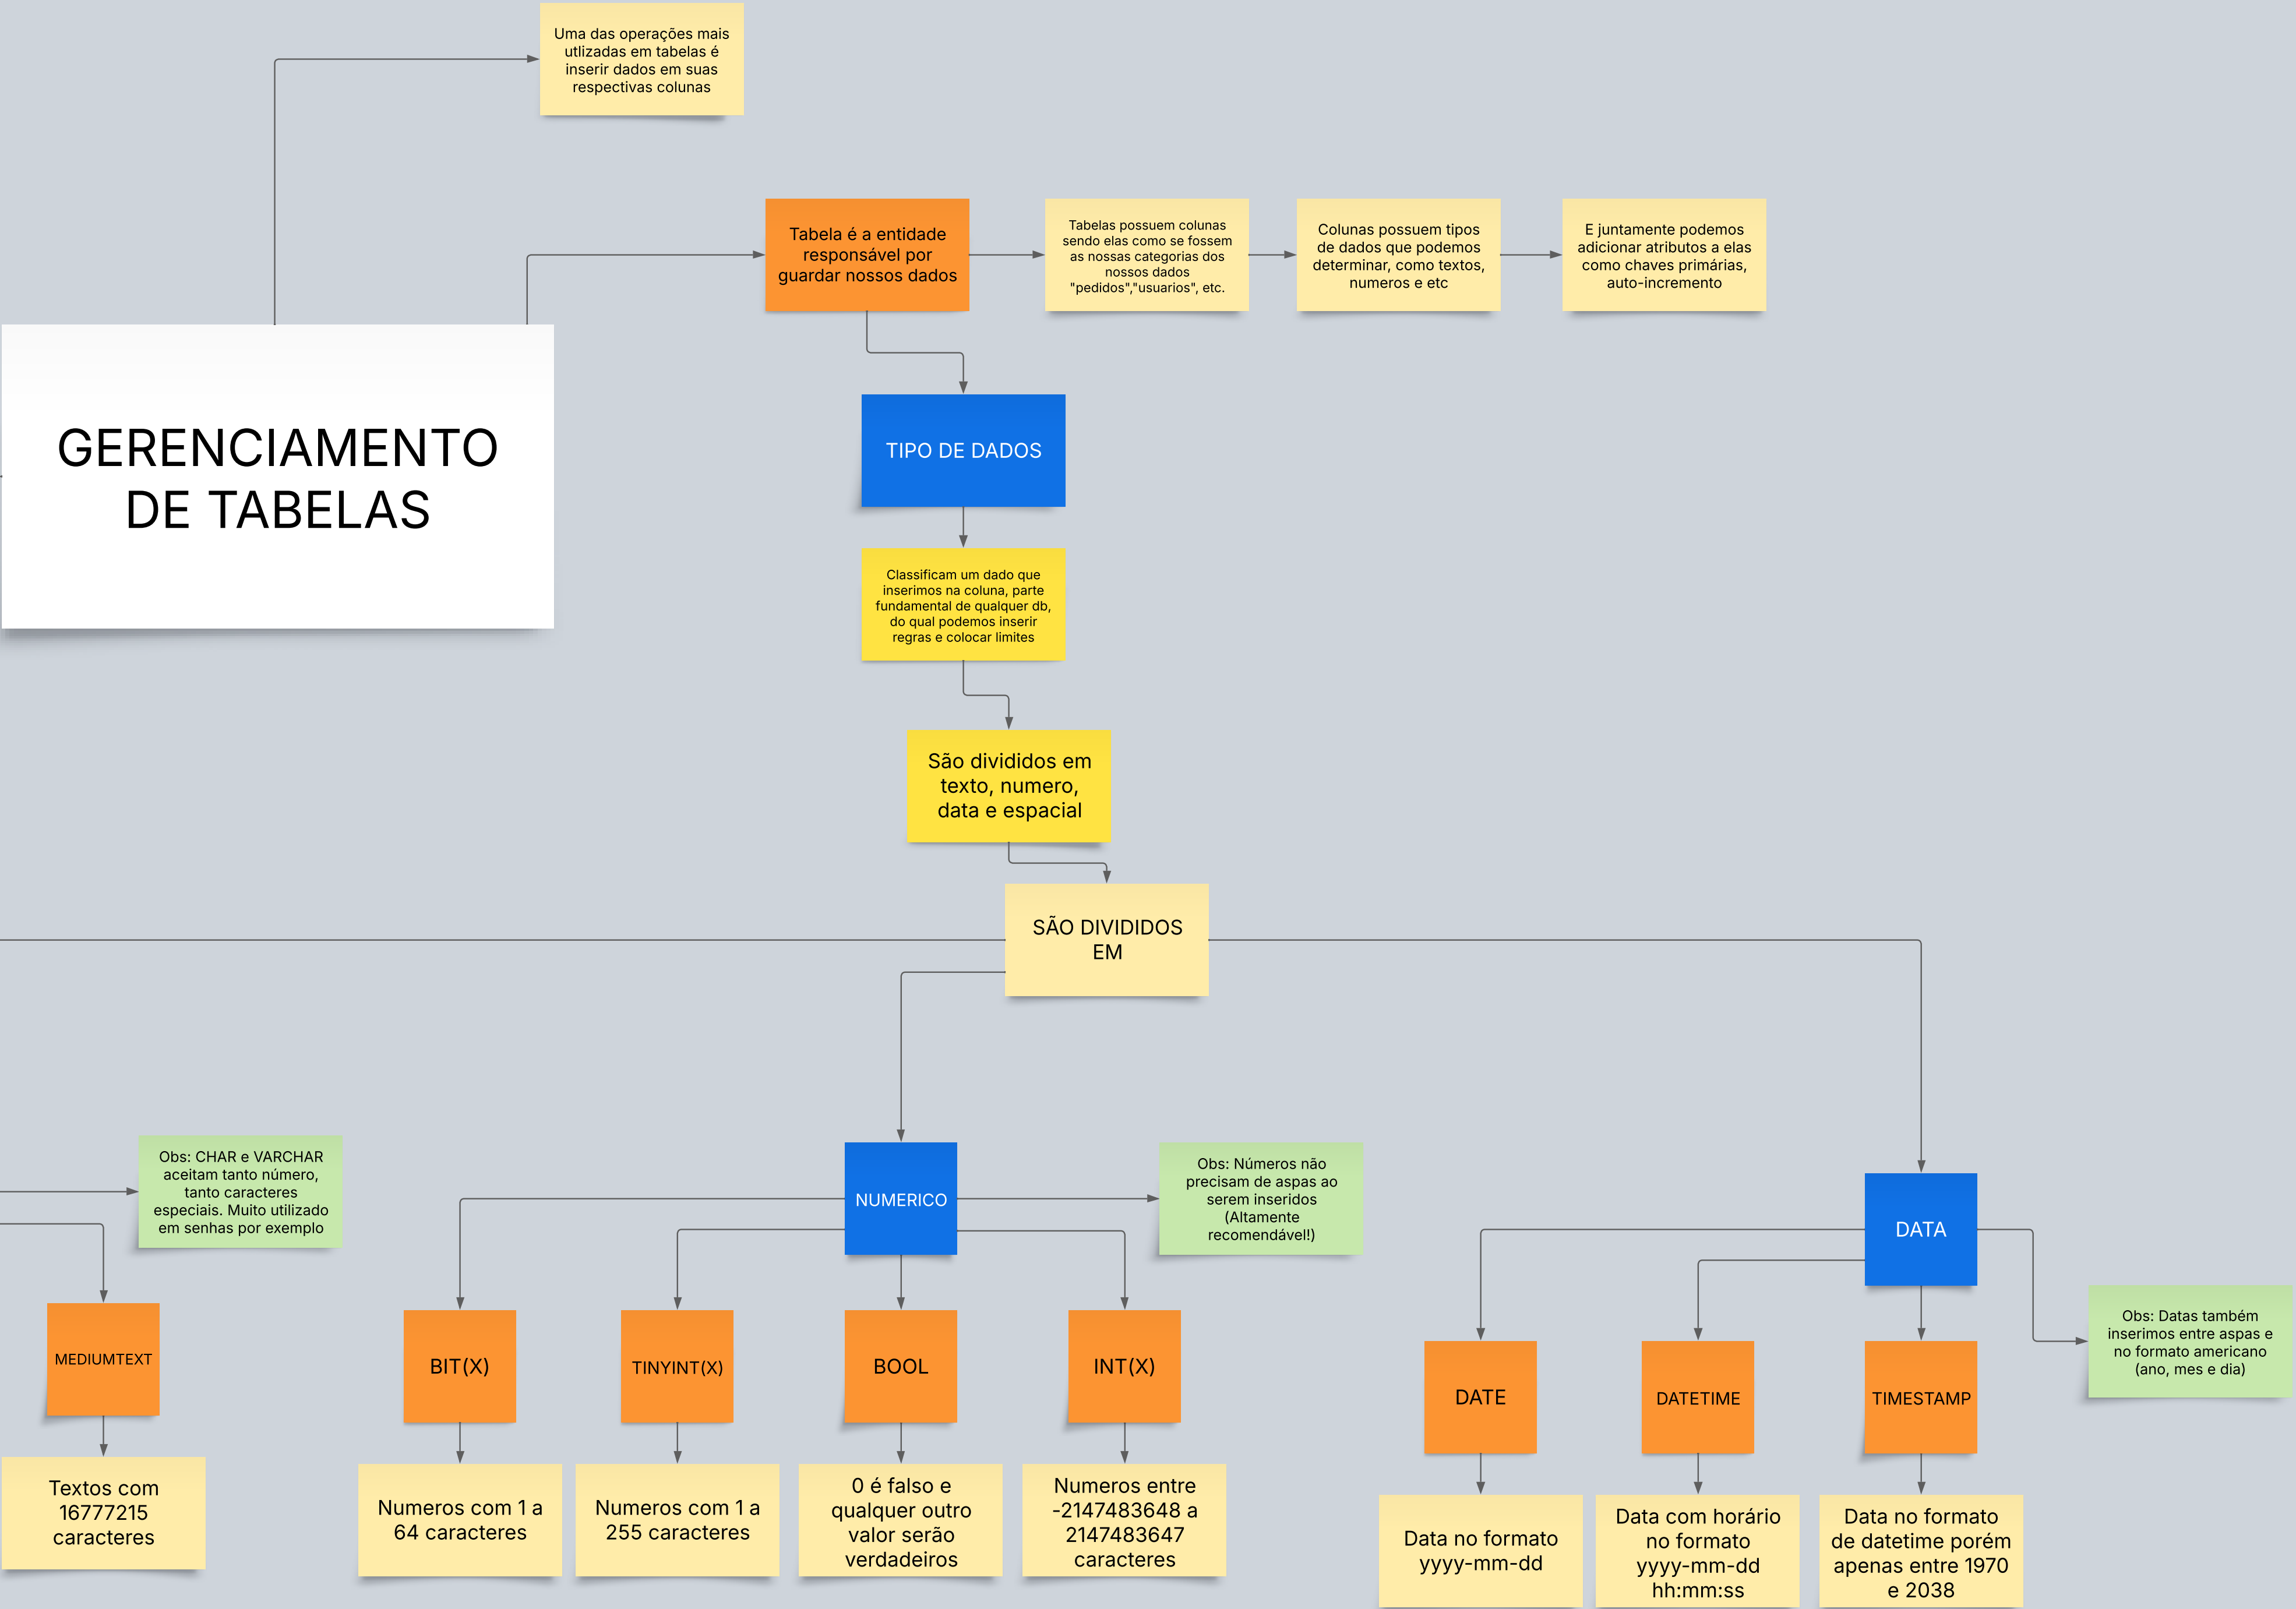 Uma das operações mais
utlizadas em tabelas é
inserir dados em suas
respectivas colunas
Tabela é a entidade
responsável por
guardar nossos dados
Tabelas possuem colunas
sendo elas como se fossem
as nossas categorias dos
nossos dados
"pedidos","usuarios", etc.
Colunas possuem tipos
de dados que podemos
determinar, como textos,
numeros e etc
E juntamente podemos
adicionar atributos a elas
como chaves primárias,
auto-incremento
GERENCIAMENTO
DE TABELAS
TIPO DE DADOS
Classificam um dado que
inserimos na coluna, parte
fundamental de qualquer db,
do qual podemos inserir
regras e colocar limites
São divididos em
texto, numero,
data e espacial
SÃO DIVIDIDOS
EM
Obs: CHAR e VARCHAR
aceitam tanto número,
tanto caracteres
especiais. Muito utilizado
em senhas por exemplo
MEDIUMTEXT
Textos com
16777215
caracteres
NUMERICO
Obs: Números não
precisam de aspas ao
serem inseridos
(Altamente
recomendável!)
BIT(X)
TINYINT(X)
BOOL
INT(X)
Numeros com 1 a
64 caracteres
Numeros com 1 a
255 caracteres
0 é falso e
qualquer outro
valor serão
verdadeiros
Numeros entre
-2147483648 a
2147483647
caracteres
DATA
Obs: Datas também
inserimos entre aspas e
no formato americano
(ano, mes e dia)
DATE
DATETIME
TIMESTAMP
Data no formato
yyyy-mm-dd
Data com horário
no formato
yyyy-mm-dd
hh:mm:ss
Data no formato
de datetime porém
apenas entre 1970
e 2038